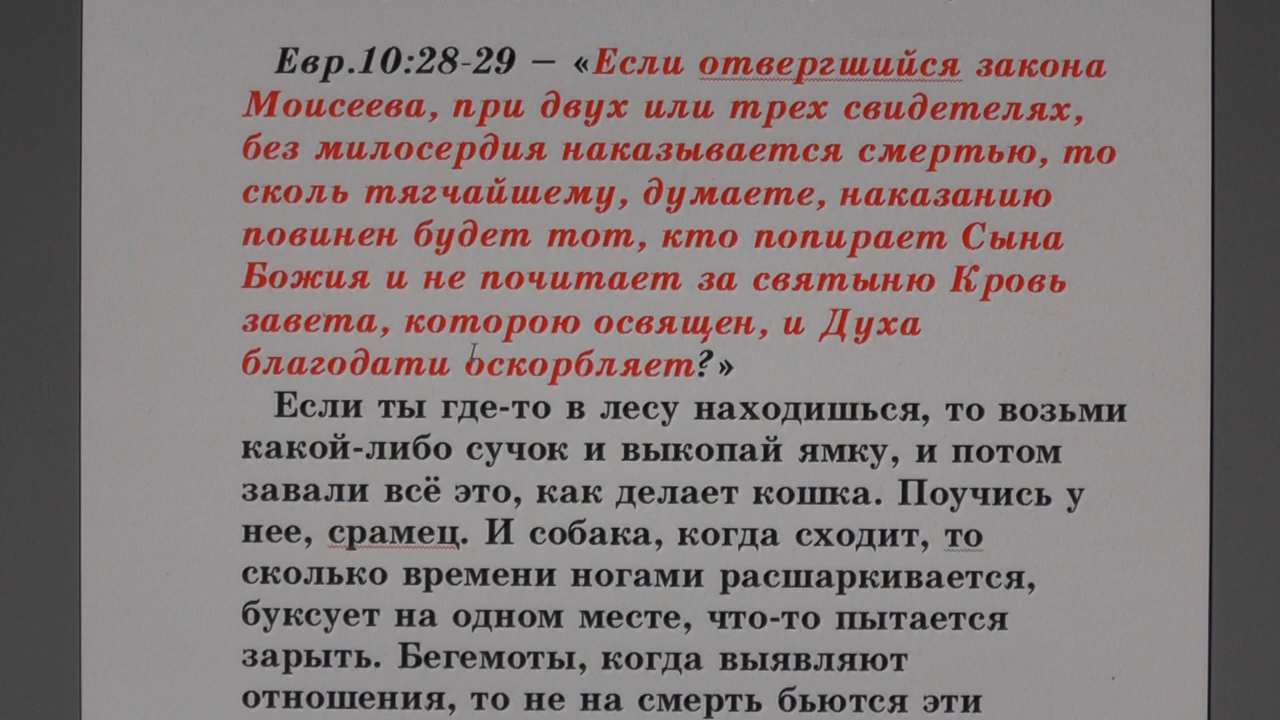 Евр.10:28-29 – «Если отвергшийся закона
Моисеева, при двух или трех свидетелях,
без милосердия наказывается смертью, то
сколь тягчайшему, думаете, наказанию
повинен будет тот, кто попирает Сына
Божия и не почитает за святыню Кровь
завета, которою освящен, и Духа
благодати оскорбляет?»
Если ты где-то в лесу находишься, то возьми
какой-либо сучок и выкопай ямку, и потом
завали всё это, как делает кошка. Поучись у
нее, срамец. И собака, когда сходит, то
сколько времени ногами расшаркивается,
буксует на одном месте, что-то пытается
зарыть. Бегемоты, когда выявляют
отношения, то не на смерть бьются эти